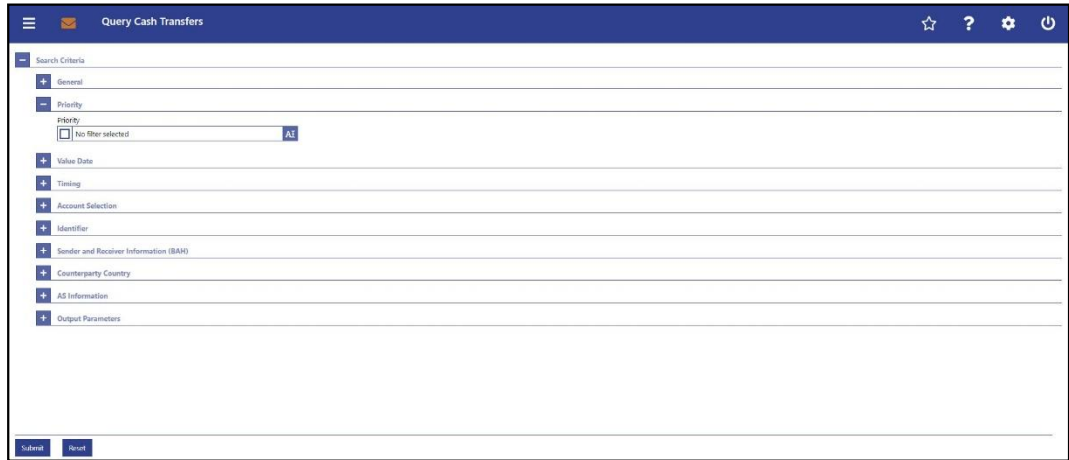 Query Cash Transfers
?
Search Criteria
General
Priority
Priority
No filter selected
Value Date
Timing
Account Selection
Identifier
Sender and Receiver Information (BAH)
Counterparty Country
AS Information
Output Parameters
Submit Reset